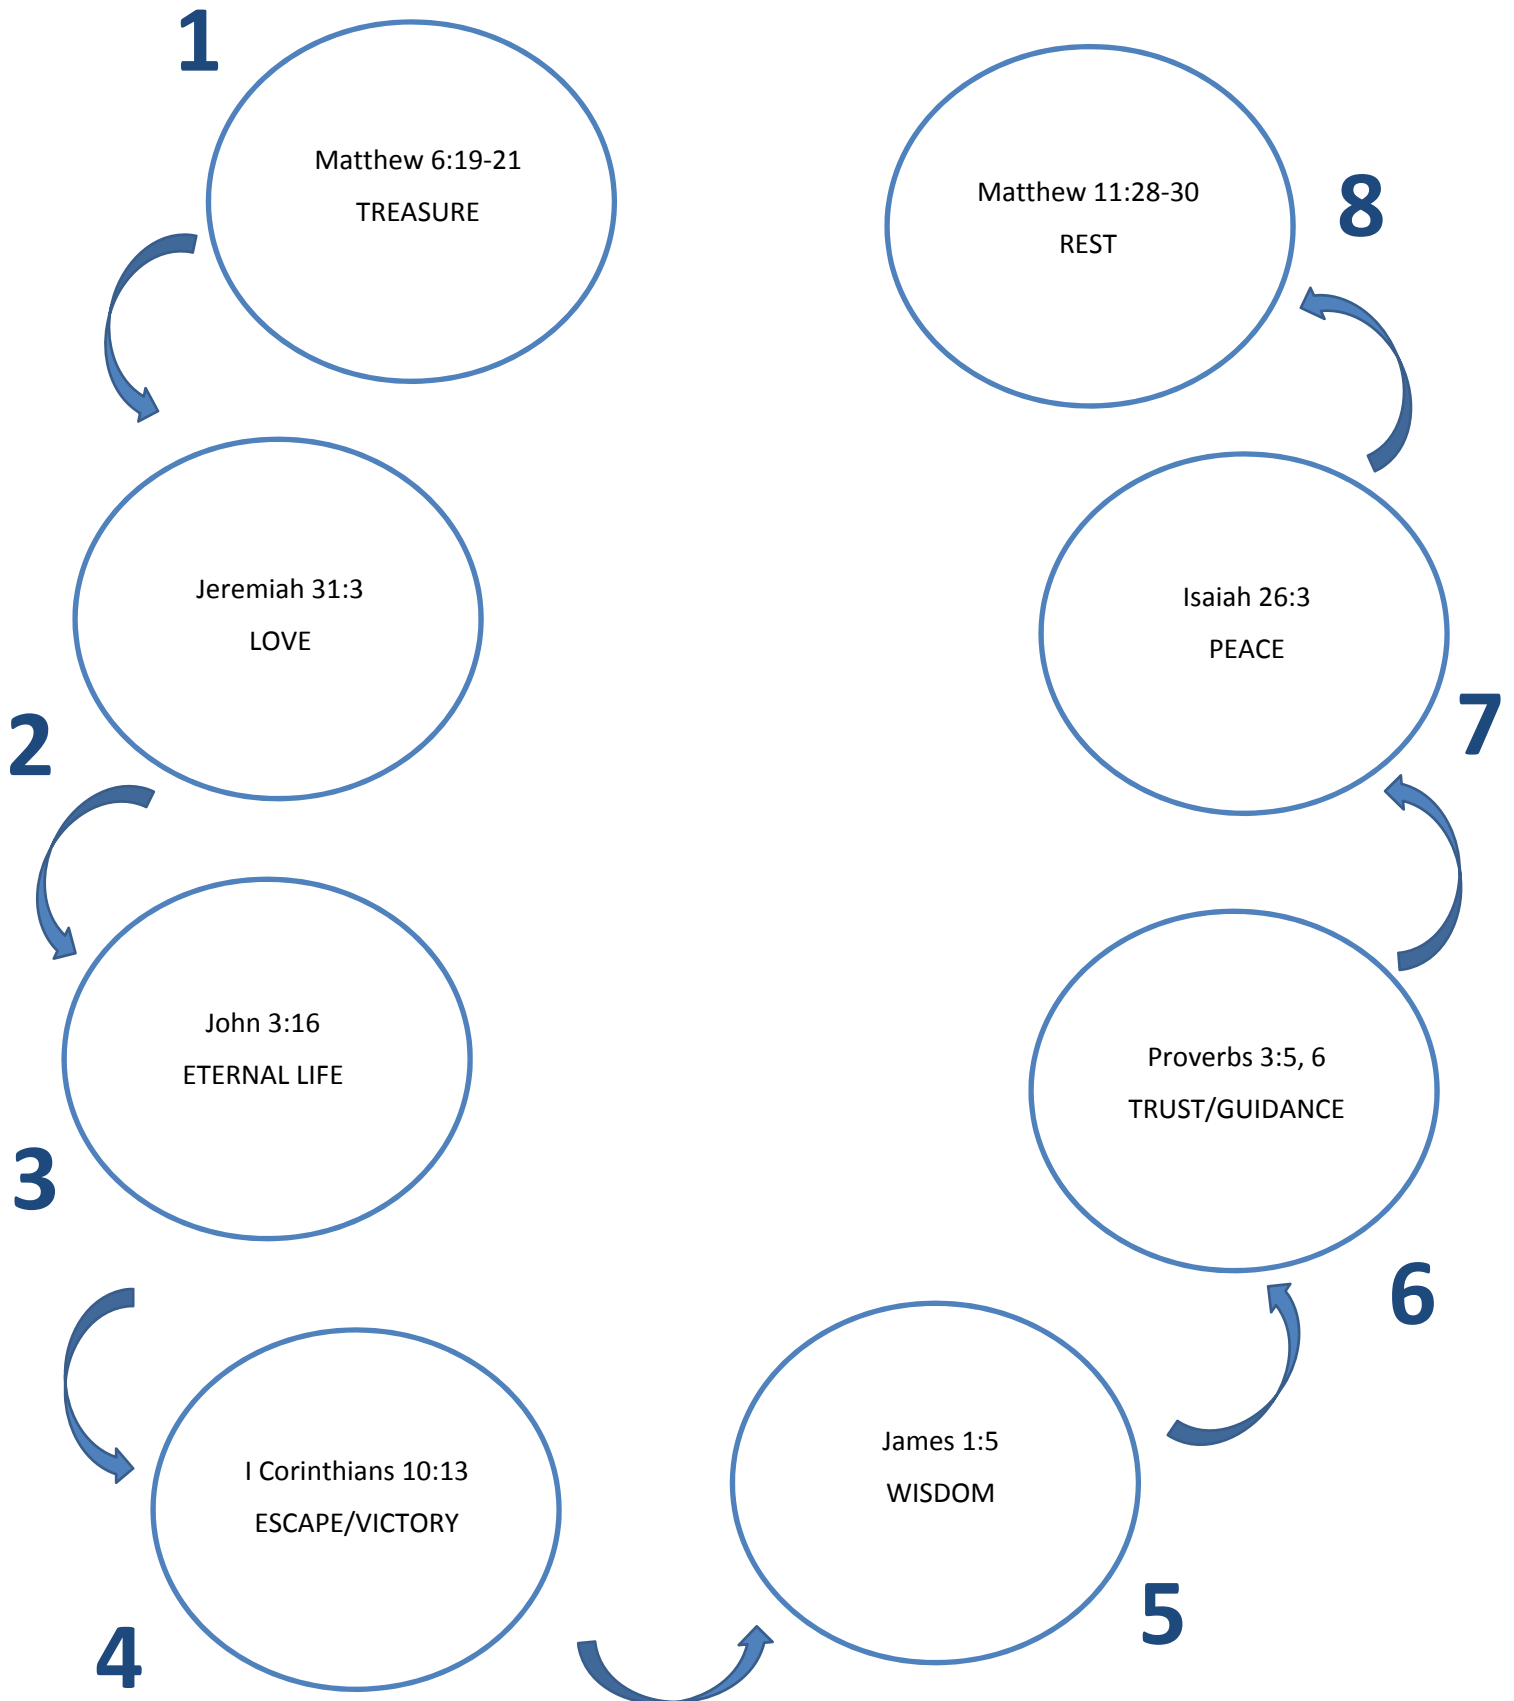 1
Matthew 6:19-21
TREASURE
2
Jeremiah 31:3
LOVE
3
John 3:16
ETERNAL LIFE
4
I Corinthians 10:13
ESCAPE/VICTORY
5
James 1:5
WISDOM
6
Proverbs 3:5, 6
TRUST/GUIDANCE
7
Isaiah 26:3
PEACE
8
Matthew 11:28-30
REST